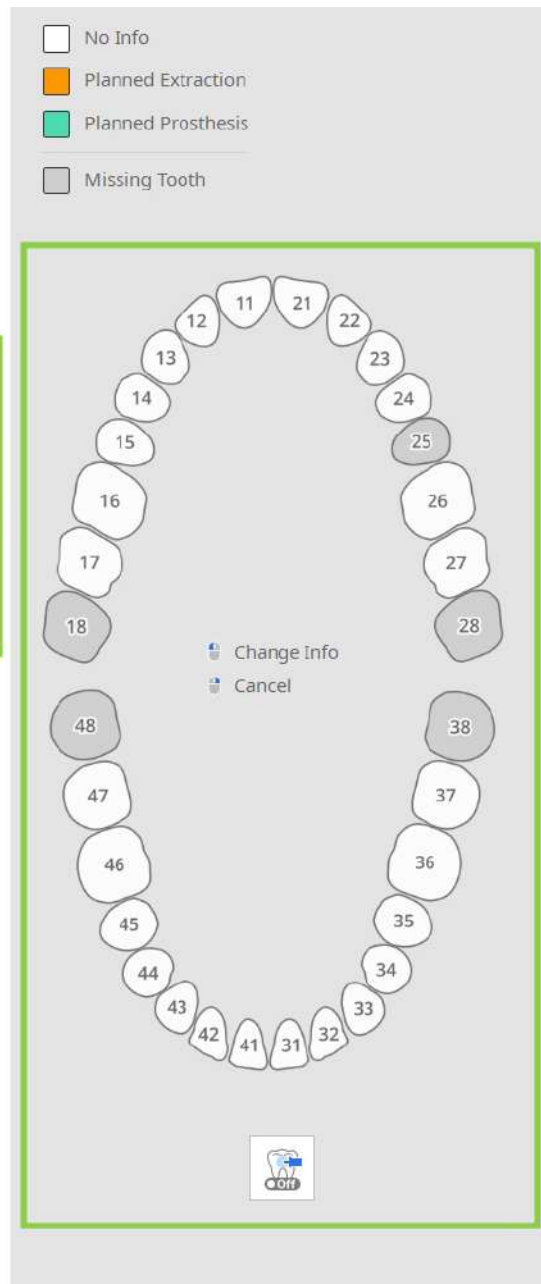 No Info
Planned Extraction
Planned Prosthesis
Missing Tooth
11 21
12 22
13 23
14 24
15 25
16 26
17 27
18 28
Change Info
Cancel
48 38
47 37
46 36
45 35
44 34
43 33
42 32
41 31
Off